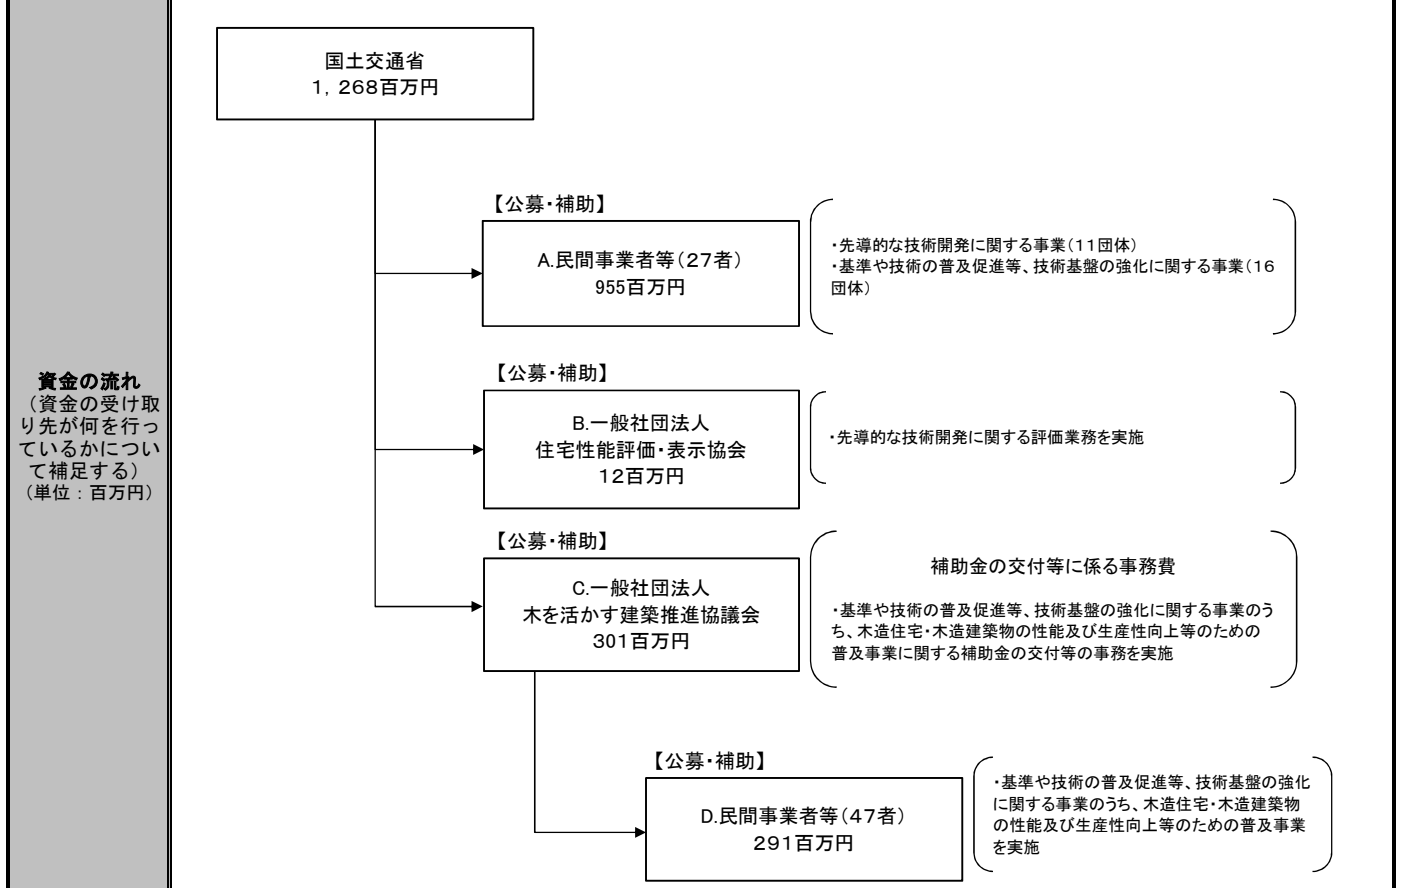 資金の流れ
（資金の受け取
り先が何を行っ
ているかについ
て補足する）
（単位：百万円）
国土交通省
1，268百万円
【公募・補助】
A.民間事業者等（27者）
955百万円
・先導的な技術開発に関する事業（11団体）
・基準や技術の普及促進等、技術基盤の強化に関する事業（16
団体）
【公募・補助】
B.一般社団法人
住宅性能評価・表示協会
12百万円
・先導的な技術開発に関する評価業務を実施
【公募・補助】
C.一般社団法人
木を活かす建築推進協議会
301百万円
補助金の交付等に係る事務費
・基準や技術の普及促進等、技術基盤の強化に関する事業のう
ち、木造住宅・木造建築物の性能及び生産性向上等のための
普及事業に関する補助金の交付等の事務を実施
【公募・補助】
D.民間事業者等（47者）
291百万円
・基準や技術の普及促進等、技術基盤の強化
に関する事業のうち、木造住宅・木造建築物
の性能及び生産性向上等のための普及事業
を実施